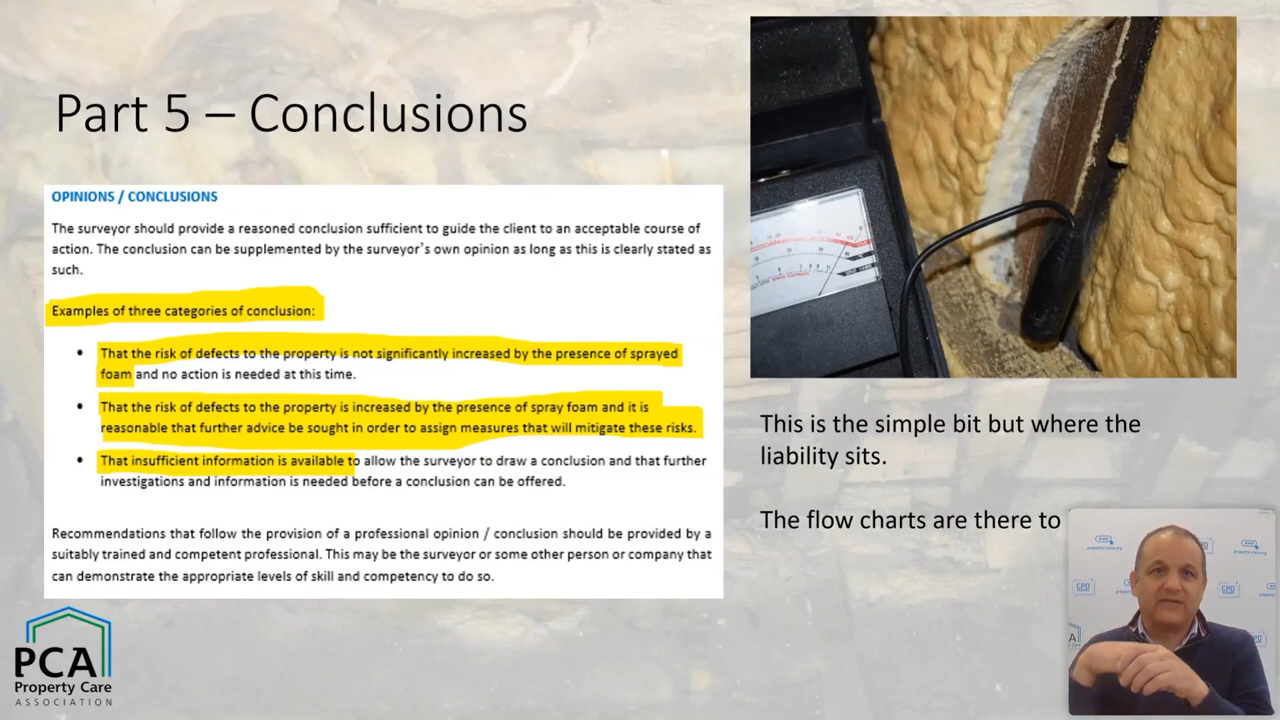 Part 5 – Conclusions
OPINIONS / CONCLUSIONS
The surveyor should provide a reasoned conclusion sufficient to guide the client to an acceptable course of
action. The conclusion can be supplemented by the surveyor's own opinion as long as this is clearly stated as
such.
Examples of three categories of conclusion:
• That the risk of defects to the property is not significantly increased by the presence of sprayed
foam and no action is needed at this time.
• That the risk of defects to the property is increased by the presence of spray foam and it is
reasonable that further advice be sought in order to assign measures that will mitigate these risks.
• That insufficient information is available to allow the surveyor to draw a conclusion and that further
investigations and information is needed before a conclusion can be offered.
Recommendations that follow the provision of a professional opinion / conclusion should be provided by a
suitably trained and competent professional. This may be the surveyor or some other person or company that
can demonstrate the appropriate levels of skill and competency to do so.
This is the simple bit but where the
liability sits.
The flow charts are there to
property-care.org
CPD
CPD
PCA
Property Care
ASSOCIATION